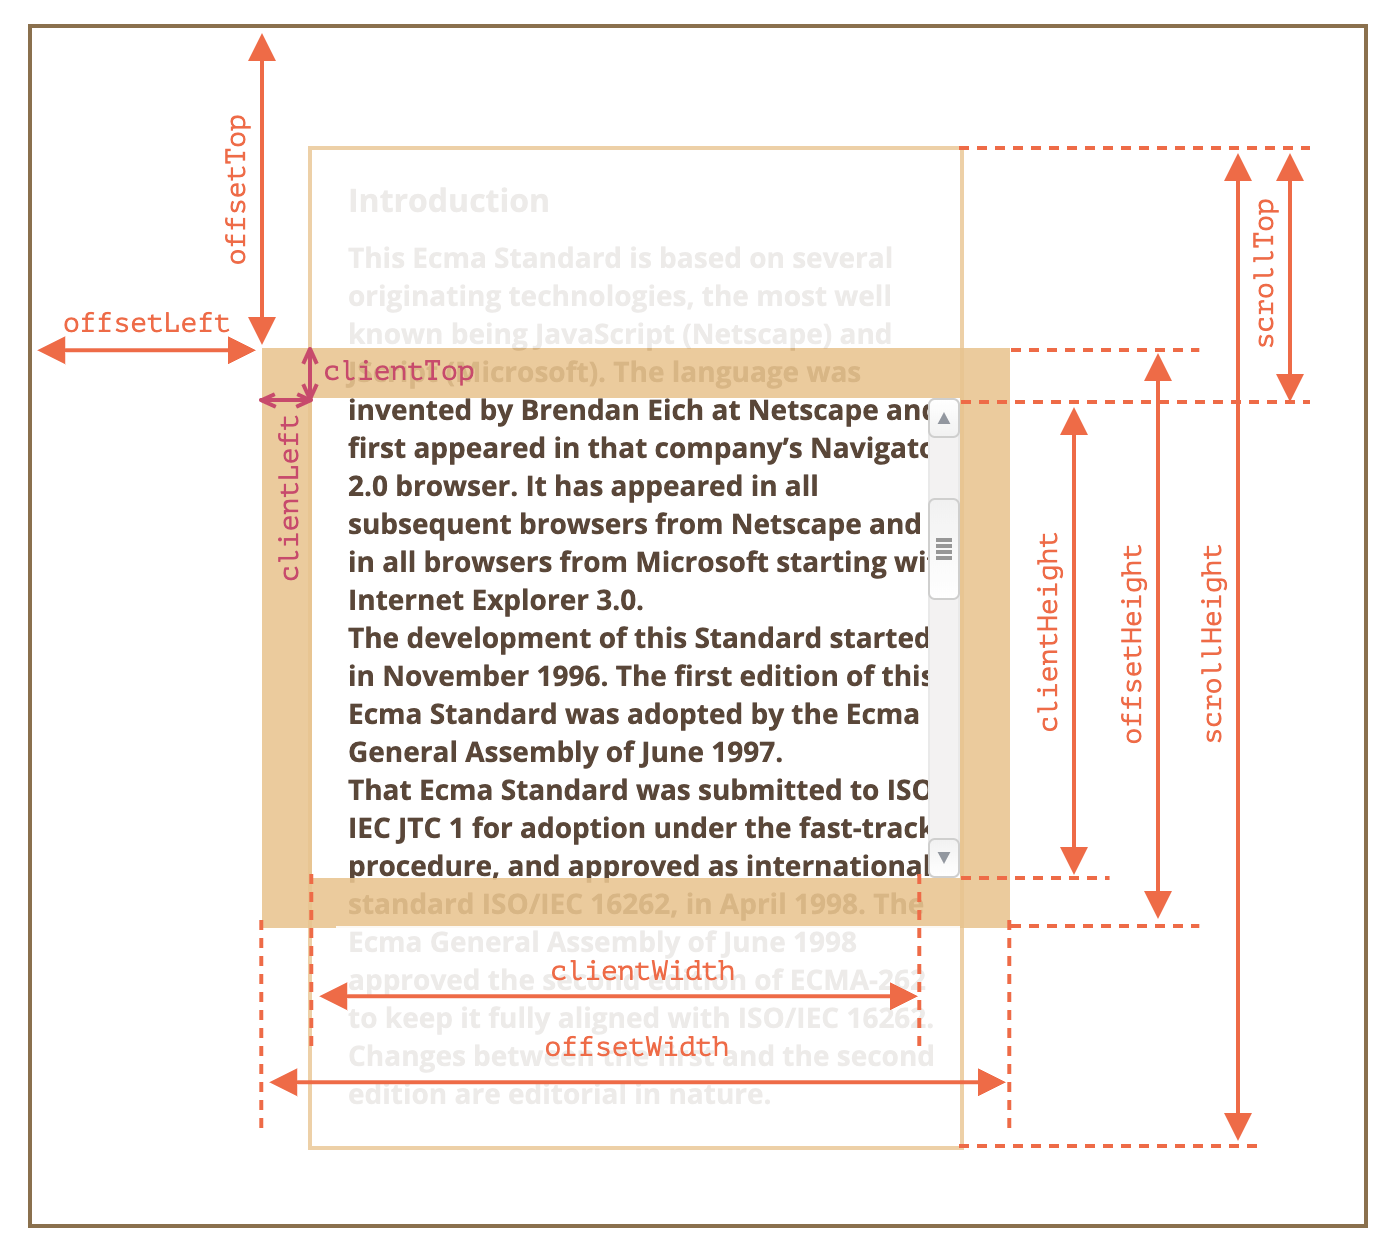 offsetTop
offsetLeft
Introduction
This Ecma Standard is based on several
originating technologies, the most well
known being JavaScript (Netscape) and
JScript (Microsoft). The language was
clientTop
clientLeft
invented by Brendan Eich at Netscape and
first appeared in that company’s Navigato
2.0 browser. It has appeared in all
subsequent browsers from Netscape and
in all browsers from Microsoft starting wi
Internet Explorer 3.0.
The development of this Standard started
in November 1996. The first edition of this
Ecma Standard was adopted by the Ecma
General Assembly of June 1997.
That Ecma Standard was submitted to ISO
IEC JTC 1 for adoption under the fast-track
procedure, and approved as international
standard ISO/IEC 16262, in April 1998. The
Ecma General Assembly of June 1998
approved the second edition of ECMA-262
to keep it fully aligned with ISO/IEC 16262.
Changes between the first and the second
edition are editorial in nature.
clientWidth
offsetWidth
clientHeight
offsetHeight
scrollHeight
scrollTop